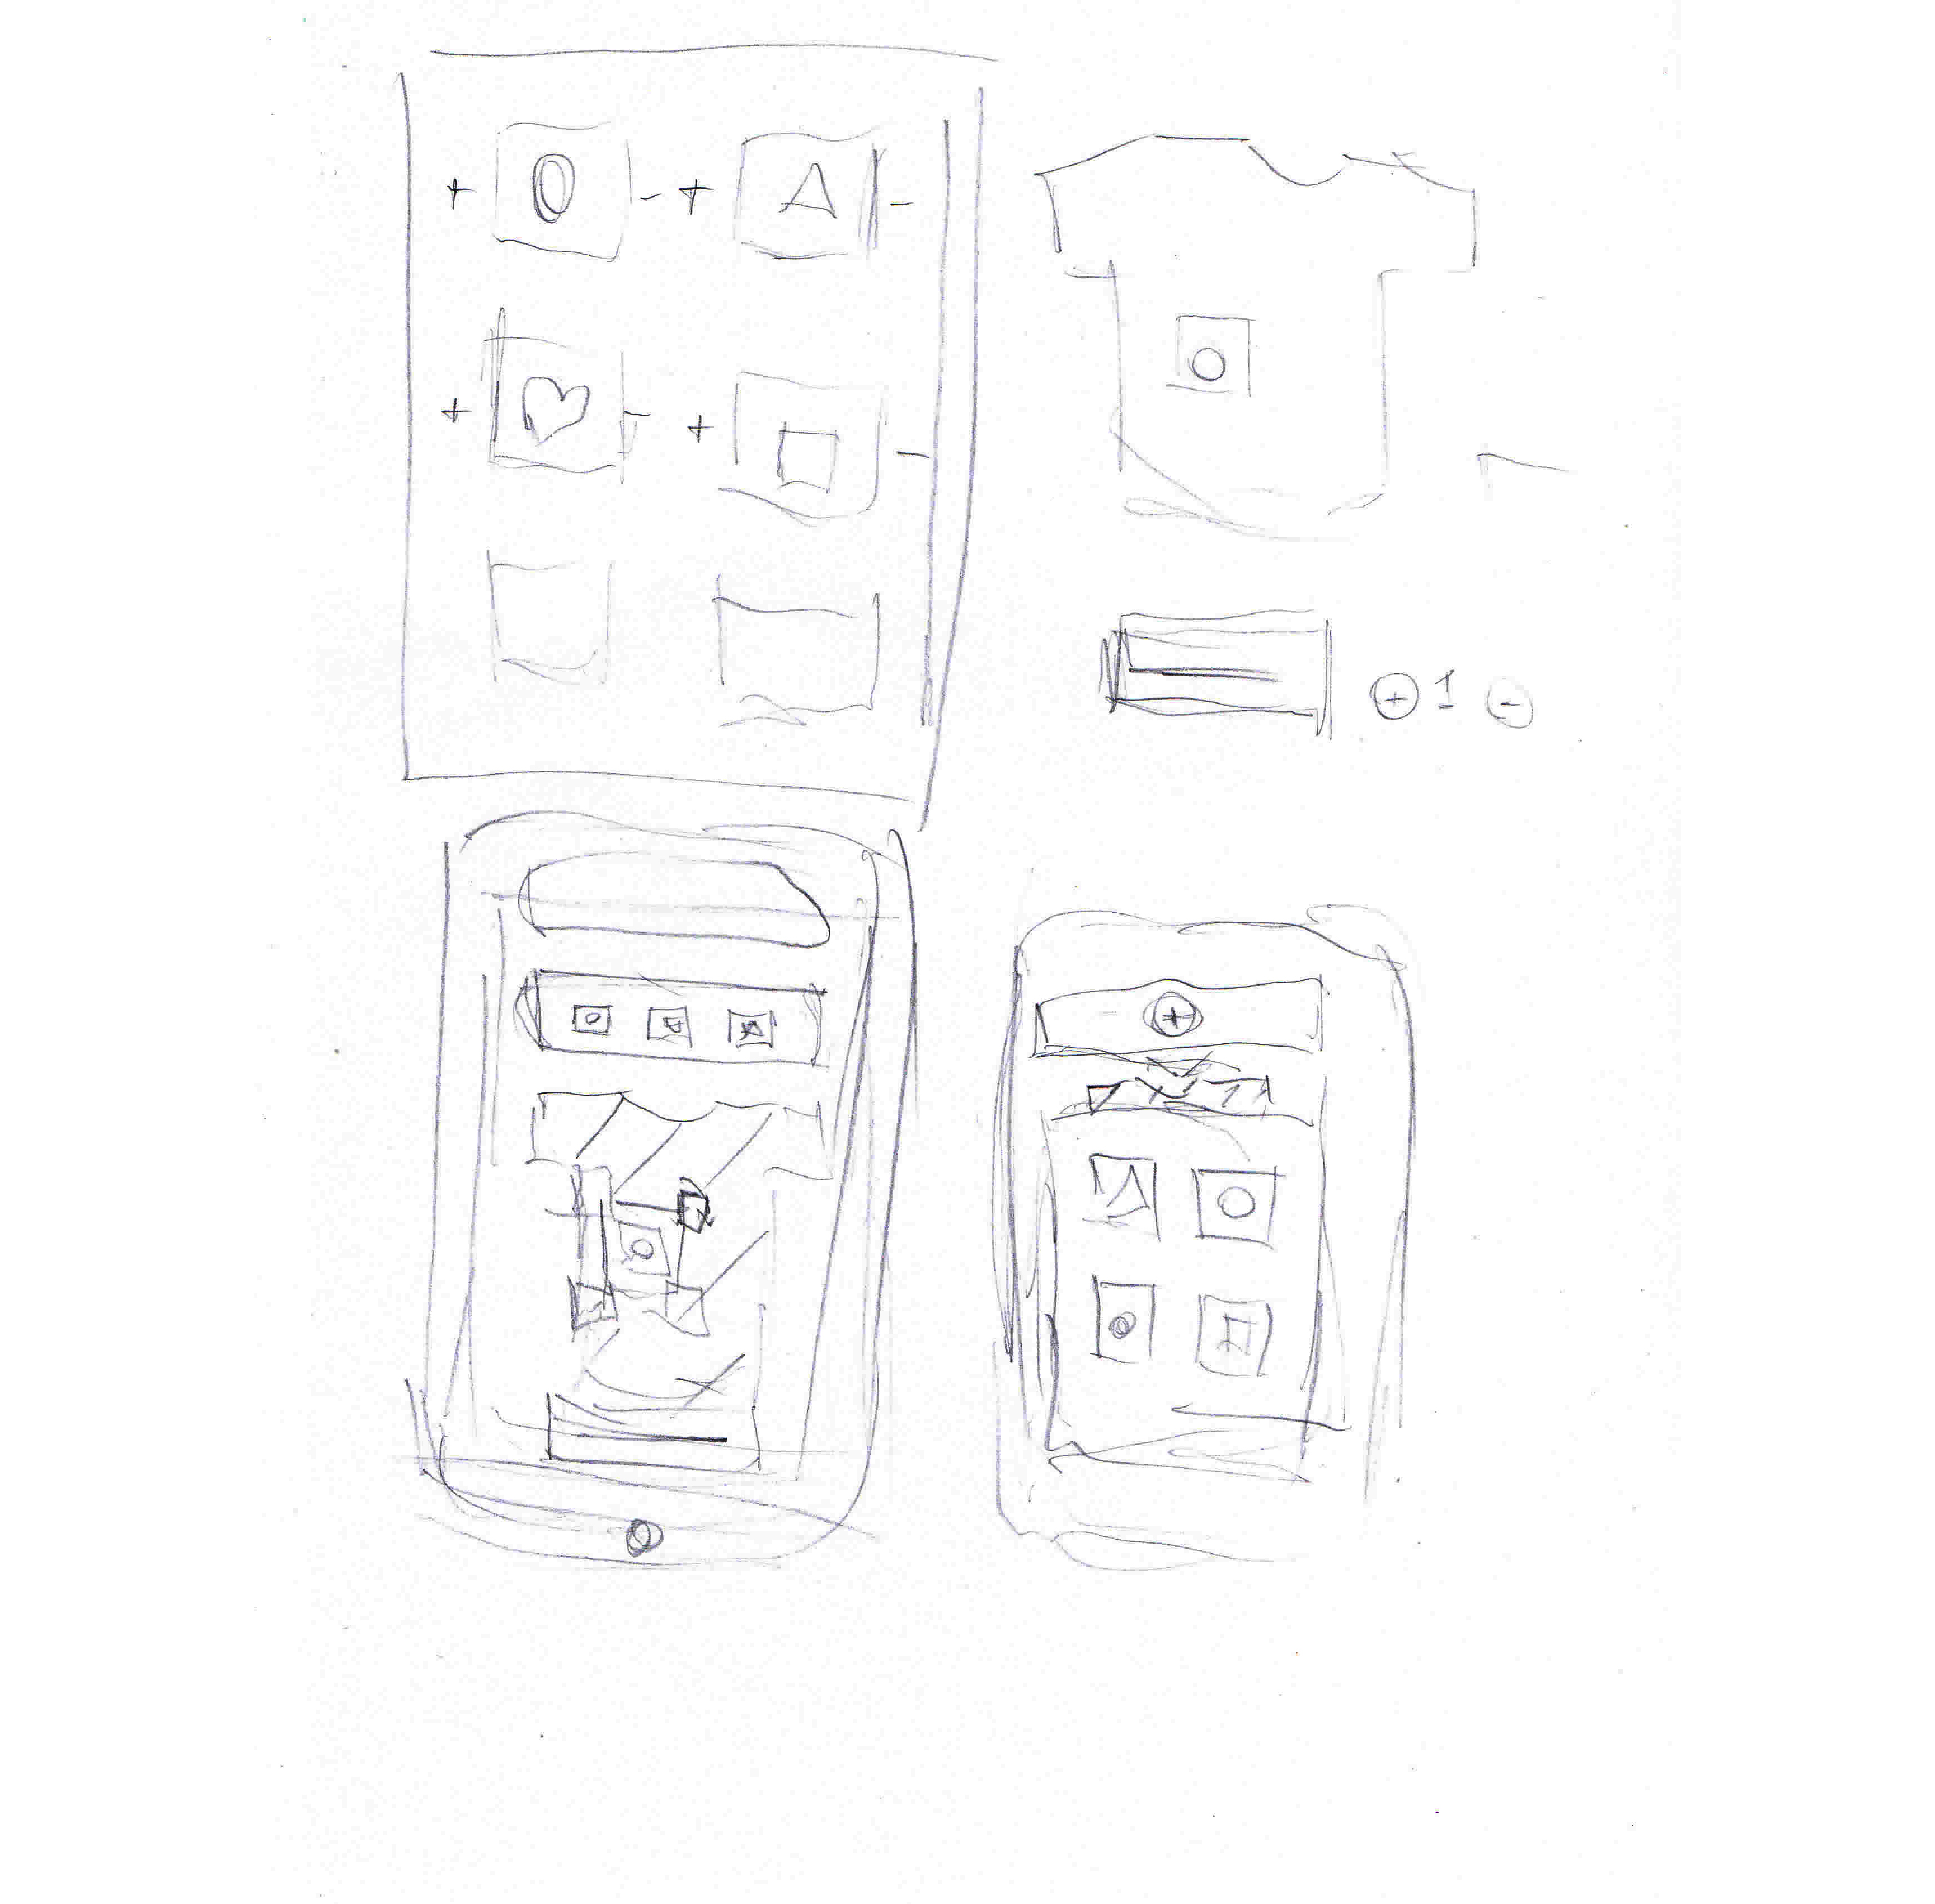 + - + -
+ - + -
+ 1 -
+